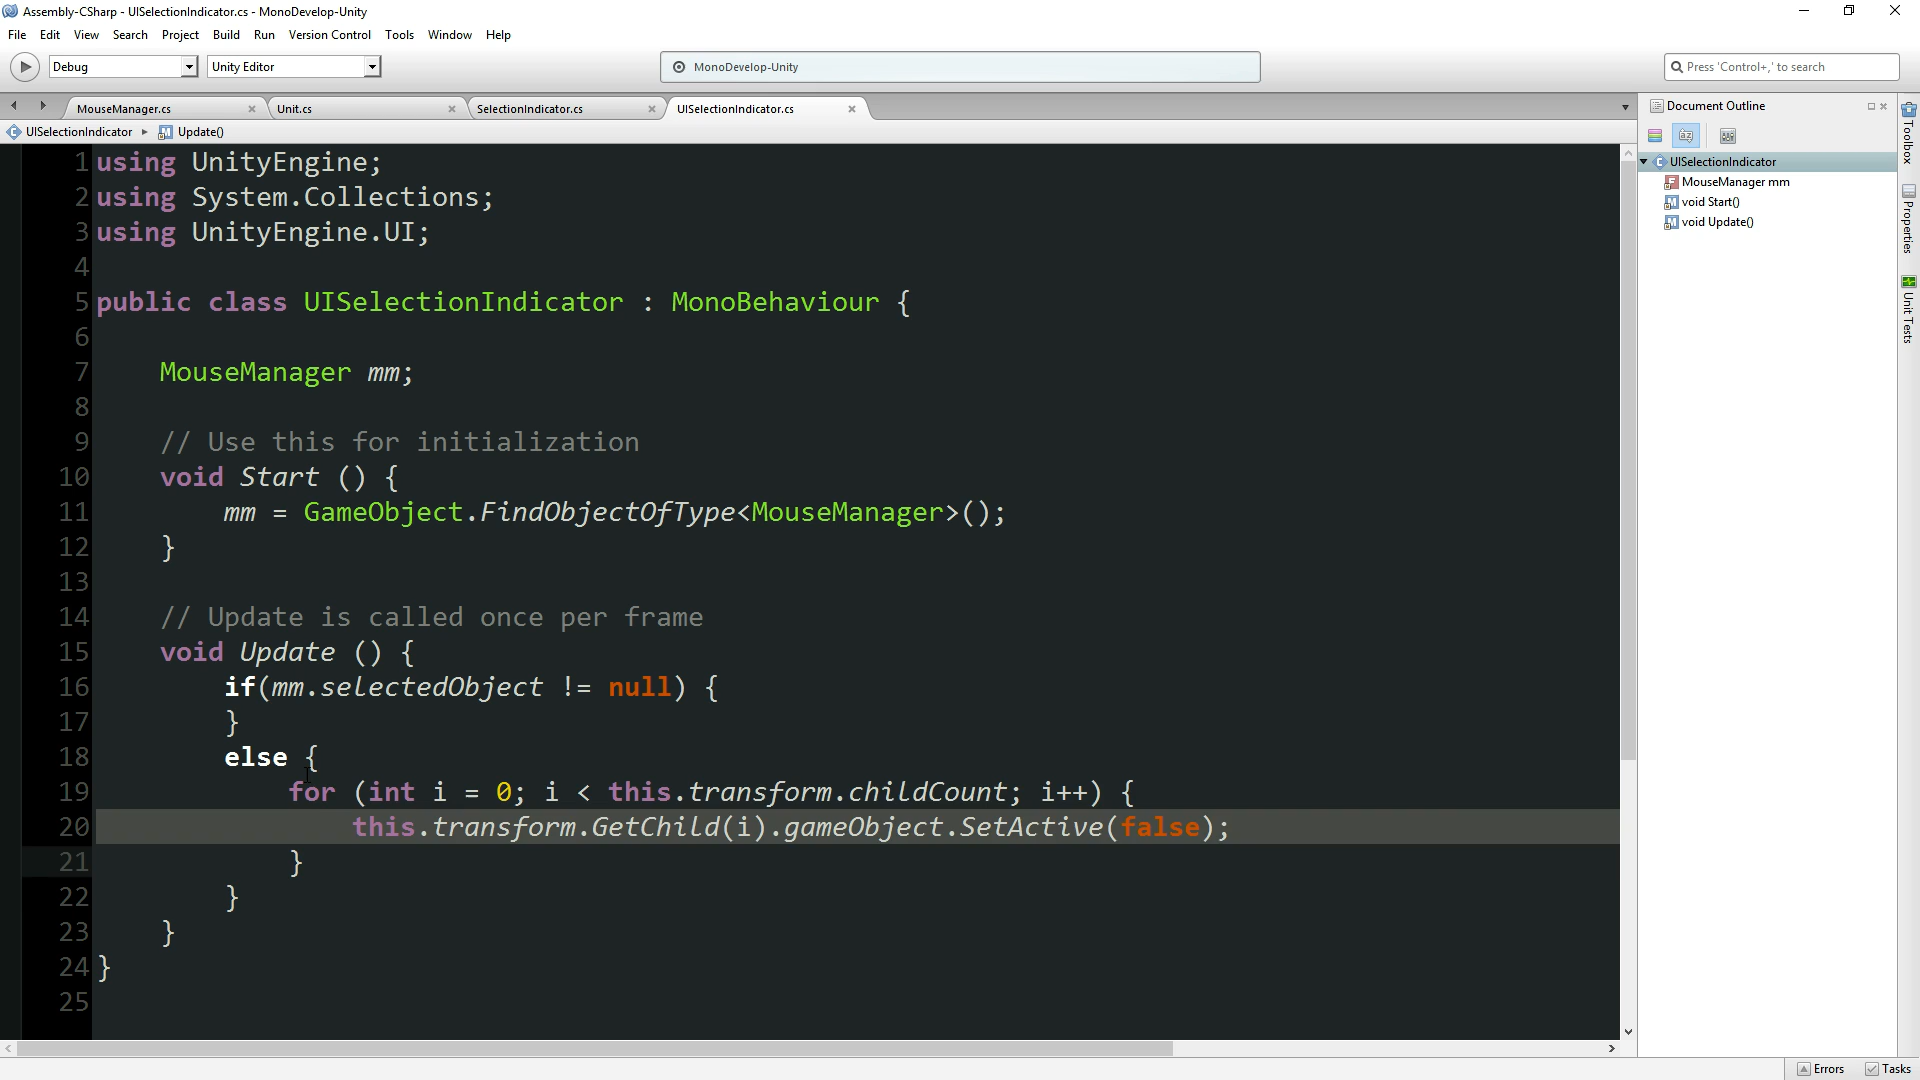 Assembly-CSharp - UISelectionIndicator.cs - MonoDevelop-Unity
File Edit View Search Project Build Run Version Control Tools Window Help
Debug Unity Editor MonoDevelop-Unity Press 'Control+,' to search
MouseManager.cs Unit.cs SelectionIndicator.cs UISelectionIndicator.cs
UISelectionIndicator Update()
1 using UnityEngine;
2 using System.Collections;
3 using UnityEngine.UI;
4
5 public class UISelectionIndicator : MonoBehaviour {
6
7 MouseManager mm;
8
9 // Use this for initialization
10 void Start () {
11 mm = GameObject.FindObjectOfType<MouseManager>();
12 }
13
14 // Update is called once per frame
15 void Update () {
16 if(mm.selectedObject != null) {
17 }
18 else {
19 for (int i = 0; i < this.transform.childCount; i++) {
20 this.transform.GetChild(i).gameObject.SetActive(false);
21 }
22 }
23 }
24 }
25
Document Outline
UISelectionIndicator
MouseManager mm
void Start()
void Update()
Toolbox
Properties
Unit Tests
Errors Tasks